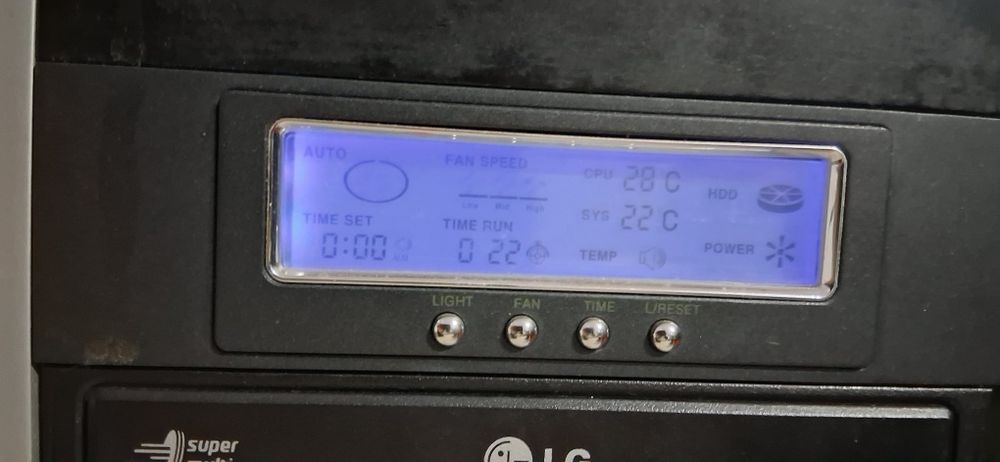 AUTO
FAN SPEED
Low Mid High
CPU 28 C
HDD
TIME SET
0:00
TIME RUN
0 22
SYS 22 C
TEMP
POWER
LIGHT FAN TIME L/RESET
super
multi
LG